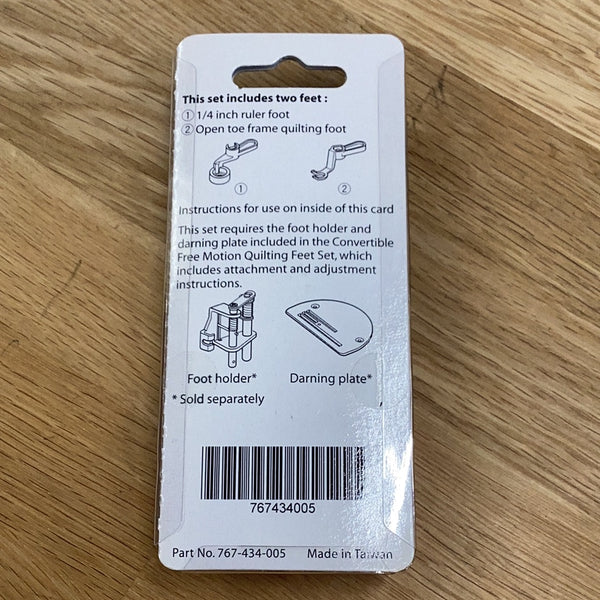 This set includes two feet :
① 1/4 inch ruler foot
② Open toe frame quilting foot
① ②
Instructions for use on inside of this card
This set requires the foot holder and
darning plate included in the Convertible
Free Motion Quilting Feet Set, which
includes attachment and adjustment
instructions.
Foot holder* Darning plate*
* Sold separately
767434005
Part No. 767-434-005 Made in Taiwan